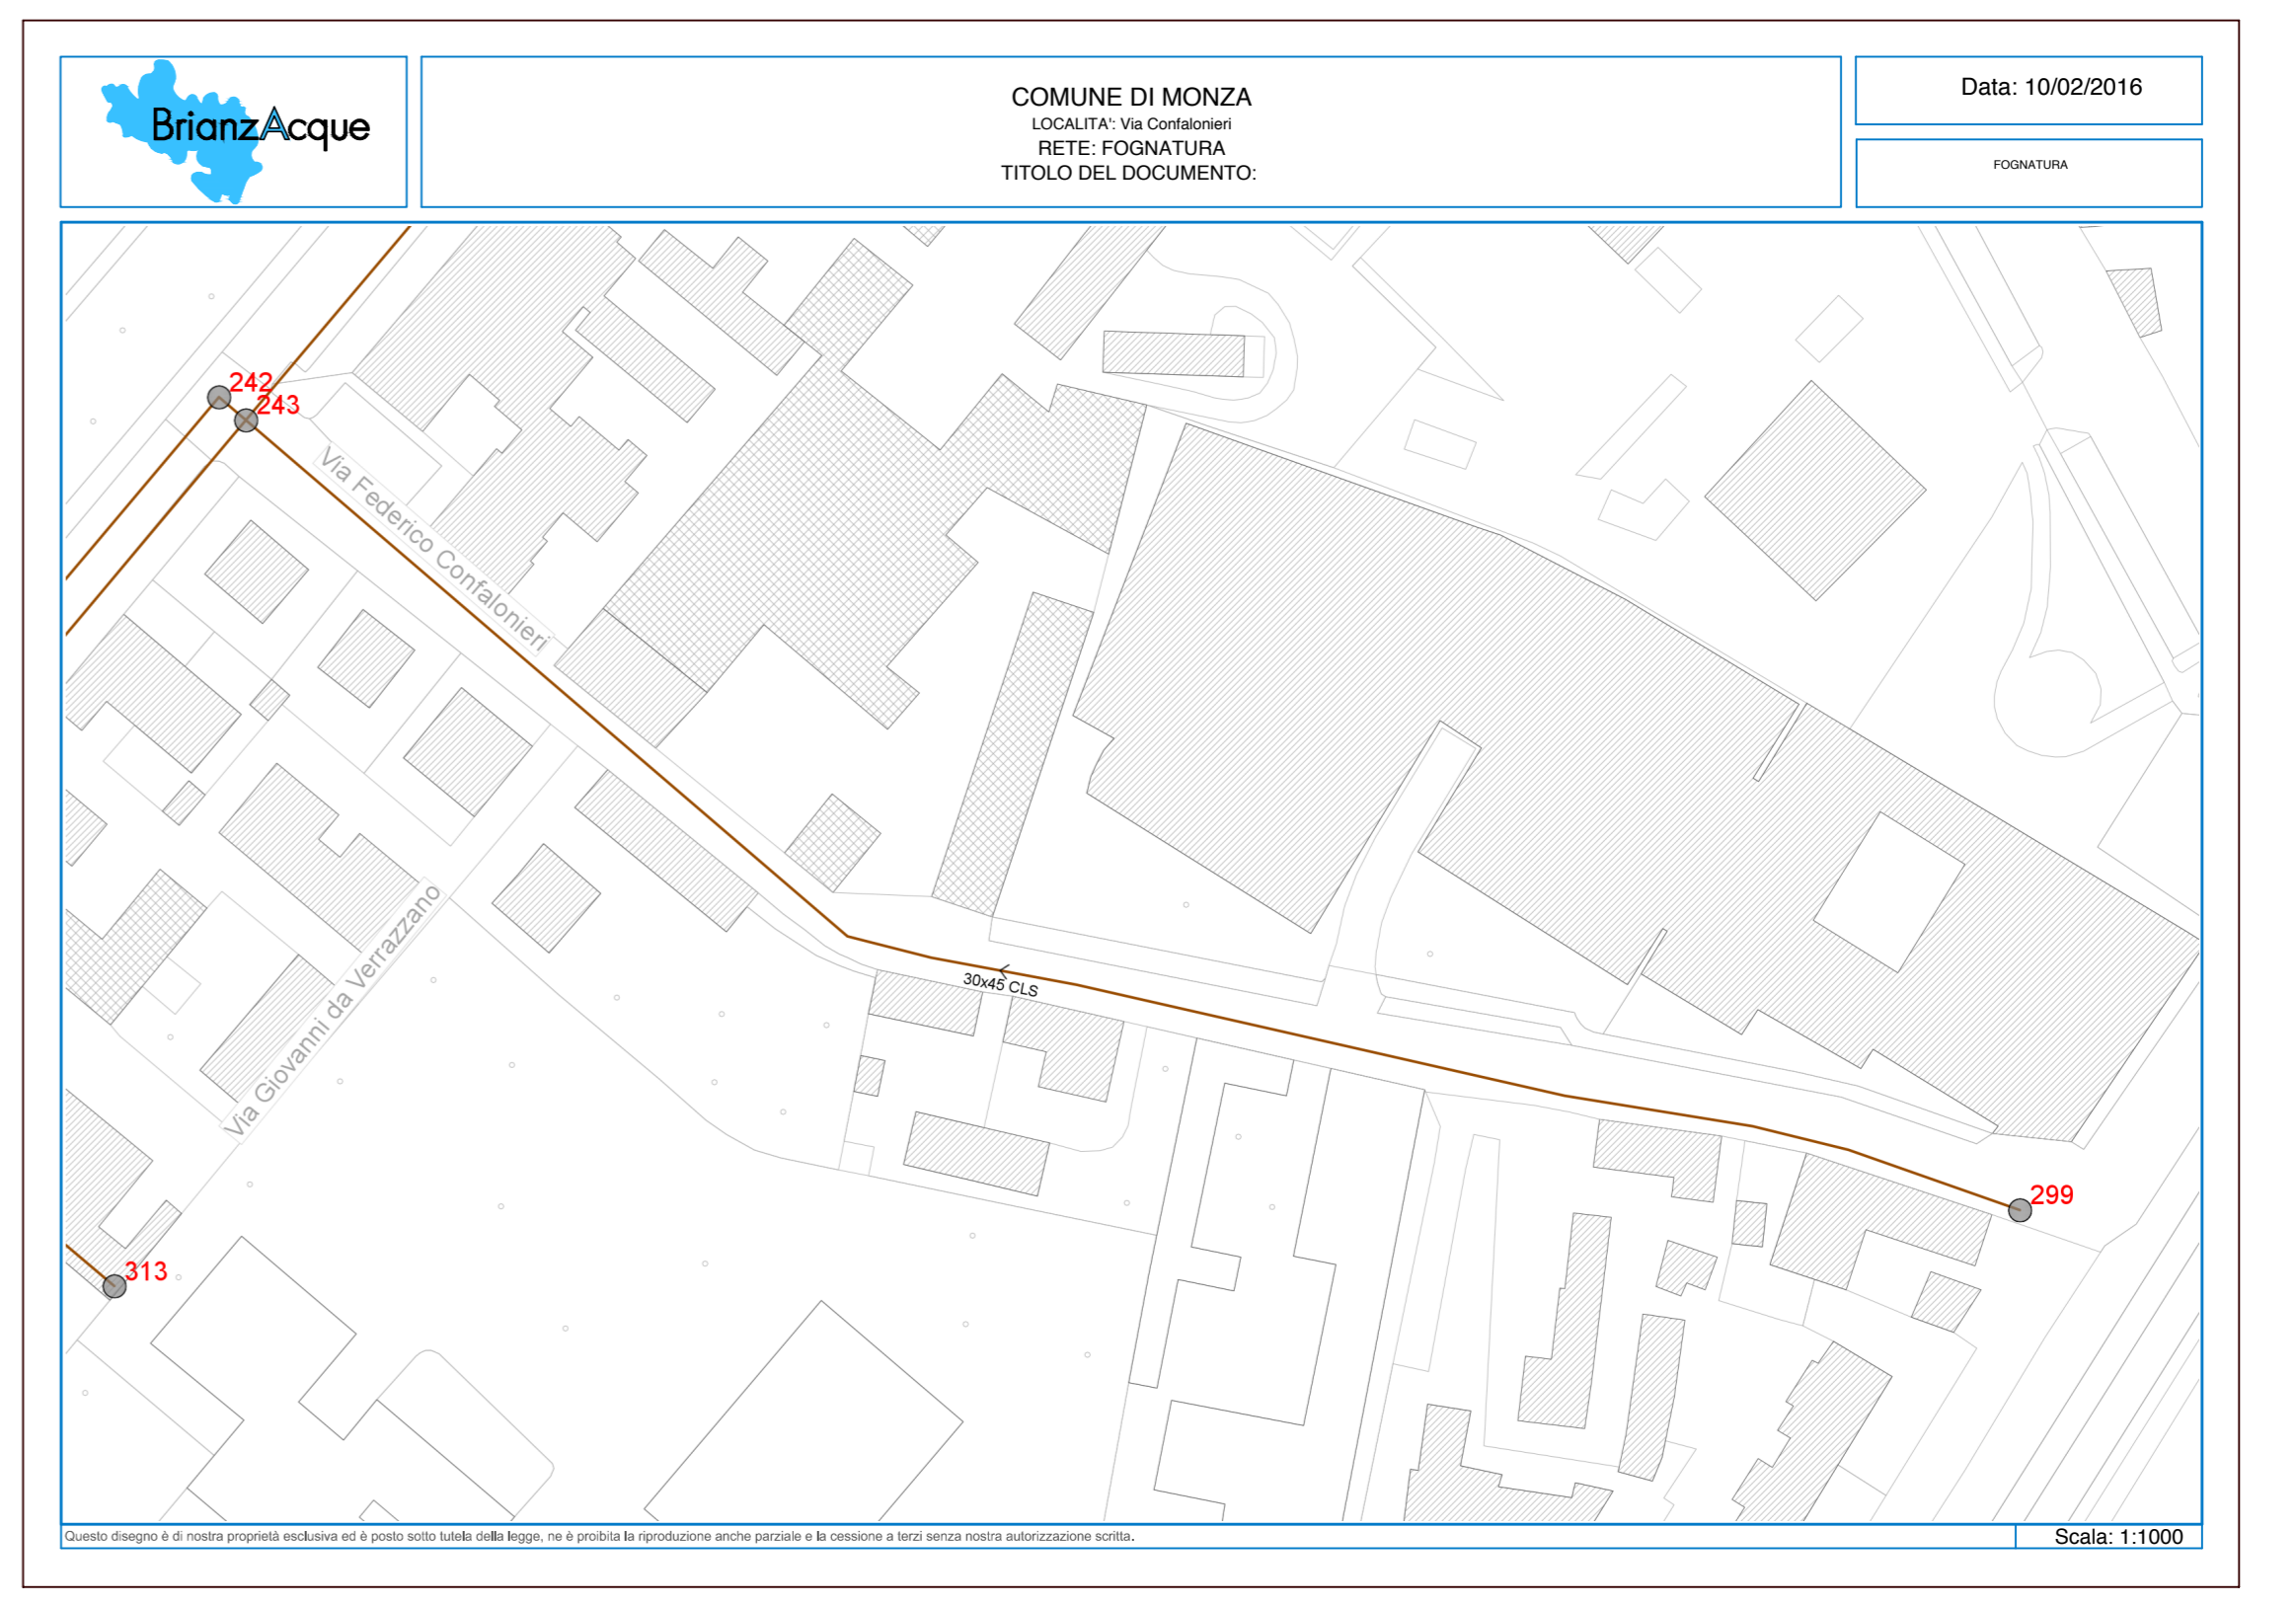 BrianzAcque
COMUNE DI MONZA
LOCALITA': Via Confalonieri
RETE: FOGNATURA
TITOLO DEL DOCUMENTO:
Data: 10/02/2016
FOGNATURA
242
243
Via Federico Confalonieri
Via Giovanni da Verrazzano
30x45 CLS
299
313
Questo disegno è di nostra proprietà esclusiva ed è posto sotto tutela della legge, ne è proibita la riproduzione anche parziale e la cessione a terzi senza nostra autorizzazione scritta.
Scala: 1:1000